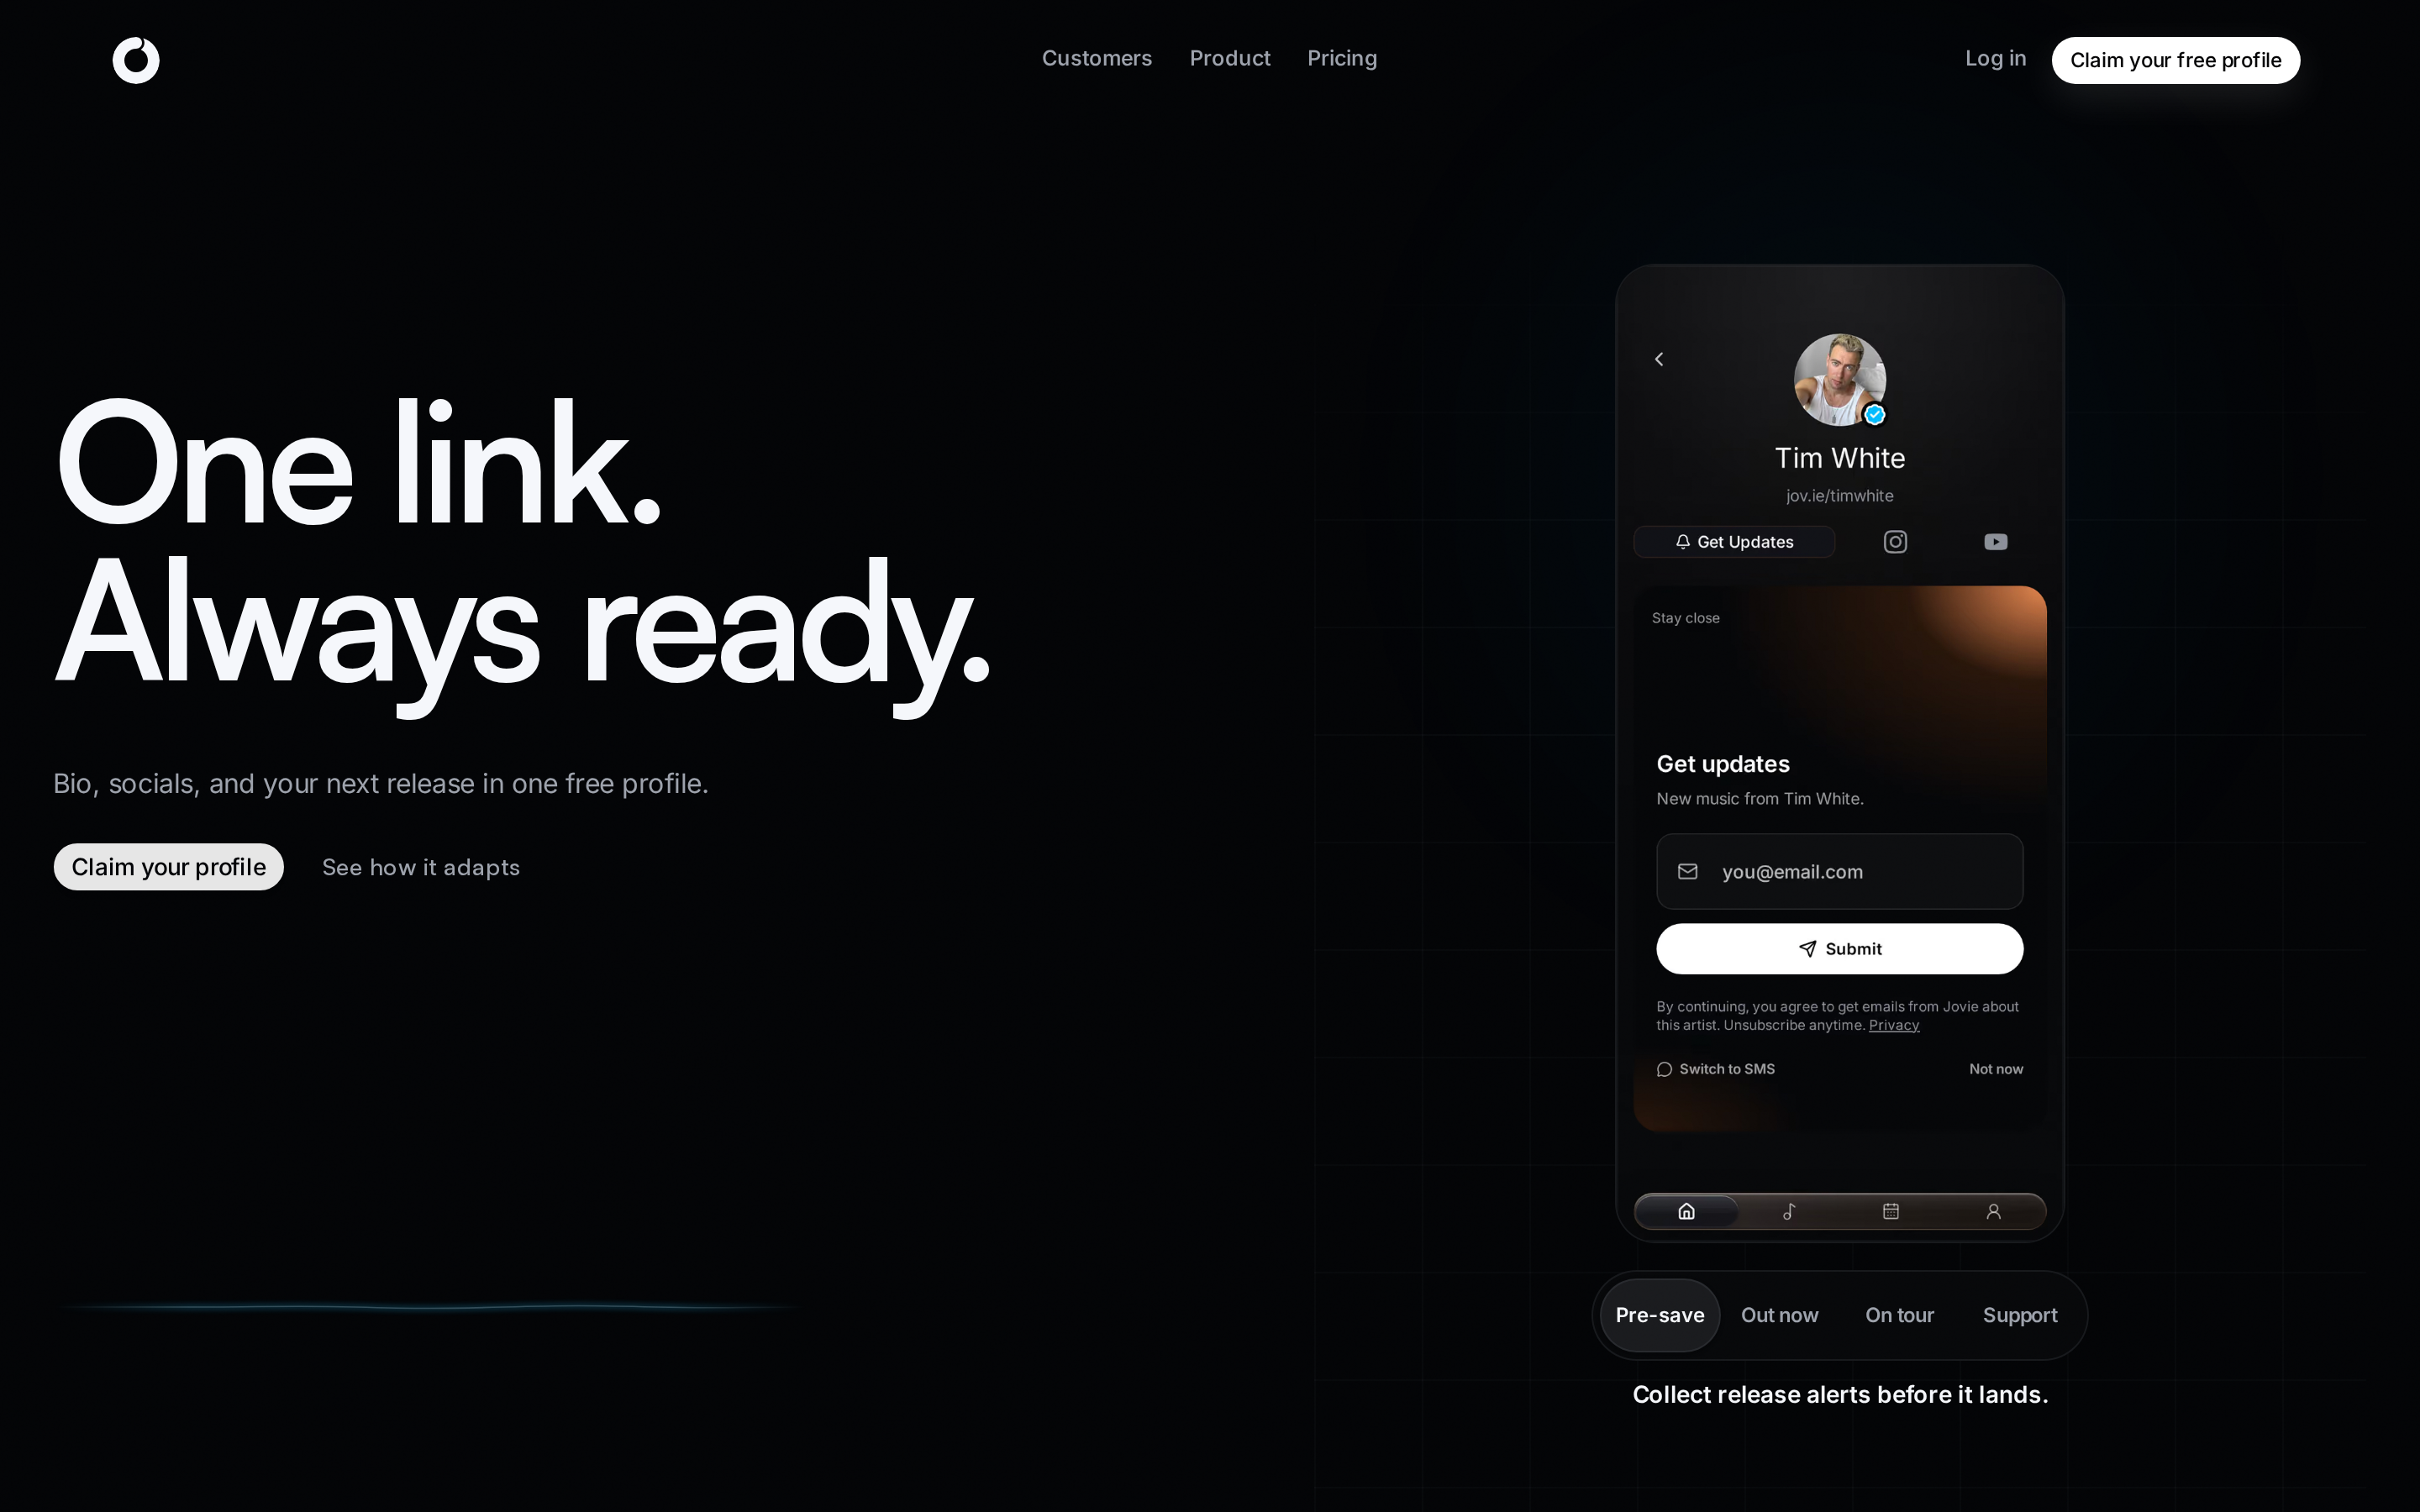 Customers
Product
Pricing
Log in
Claim your free profile
One link.
Always ready.
Bio, socials, and your next release in one free profile.
Claim your profile
See how it adapts
Tim White
jov.ie/timwhite
Get Updates
Stay close
Get updates
New music from Tim White.
you@email.com
Submit
By continuing, you agree to get emails from Jovie about
this artist. Unsubscribe anytime. Privacy
Switch to SMS
Not now
Pre-save
Out now
On tour
Support
Collect release alerts before it lands.